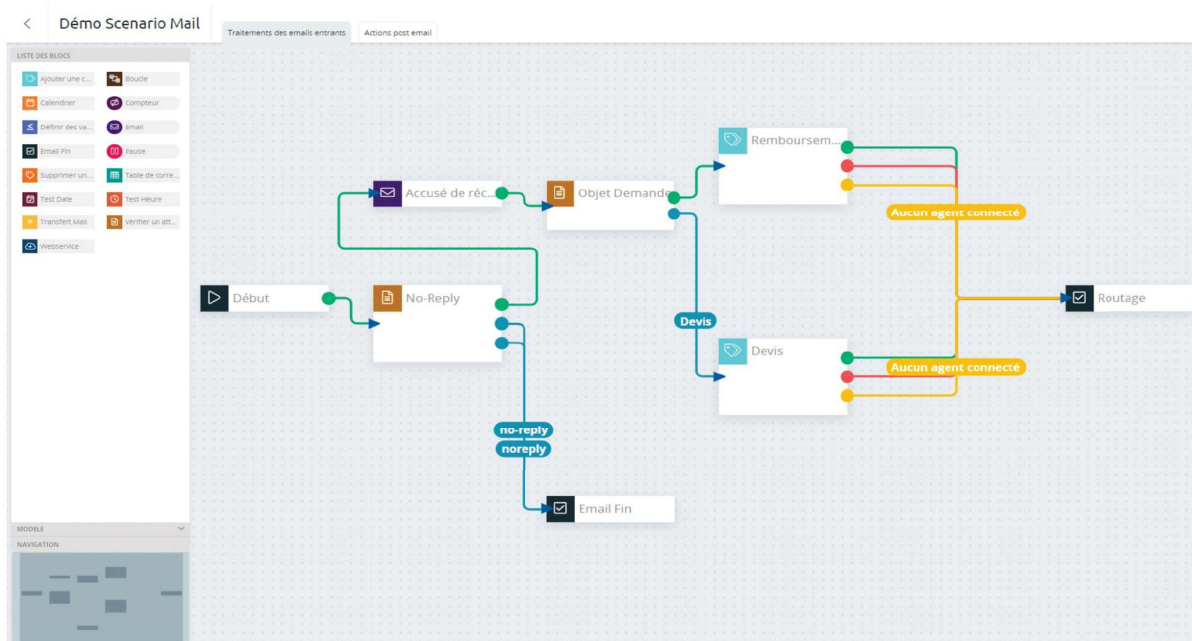 Démo Scenario Mail
Traitements des emails entrants
Actions post email
LISTE DES BLOCS
Ajouter une c...
Boucle
Calendrier
Compteur
Définir des va...
Email
Email Fin
Pause
Supprimer un...
Table de corre...
Test Date
Test Heure
Transfert Mail
Vérifier un att...
Webservice
Remboursem...
Accusé de réc...
Objet Demande
Aucun agent connecté
Début
No-Reply
Routage
Devis
Devis
Aucun agent connecté
no-reply
noreply
Email Fin
MODELE
NAVIGATION